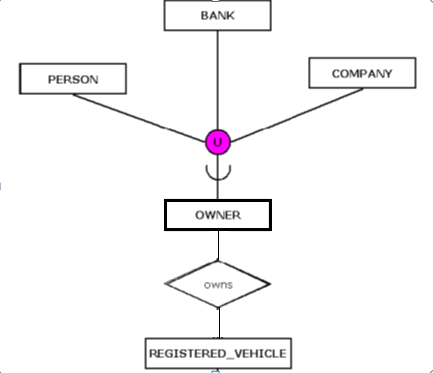 BANK
PERSON
COMPANY
U
OWNER
owns
REGISTERED_VEHICLE